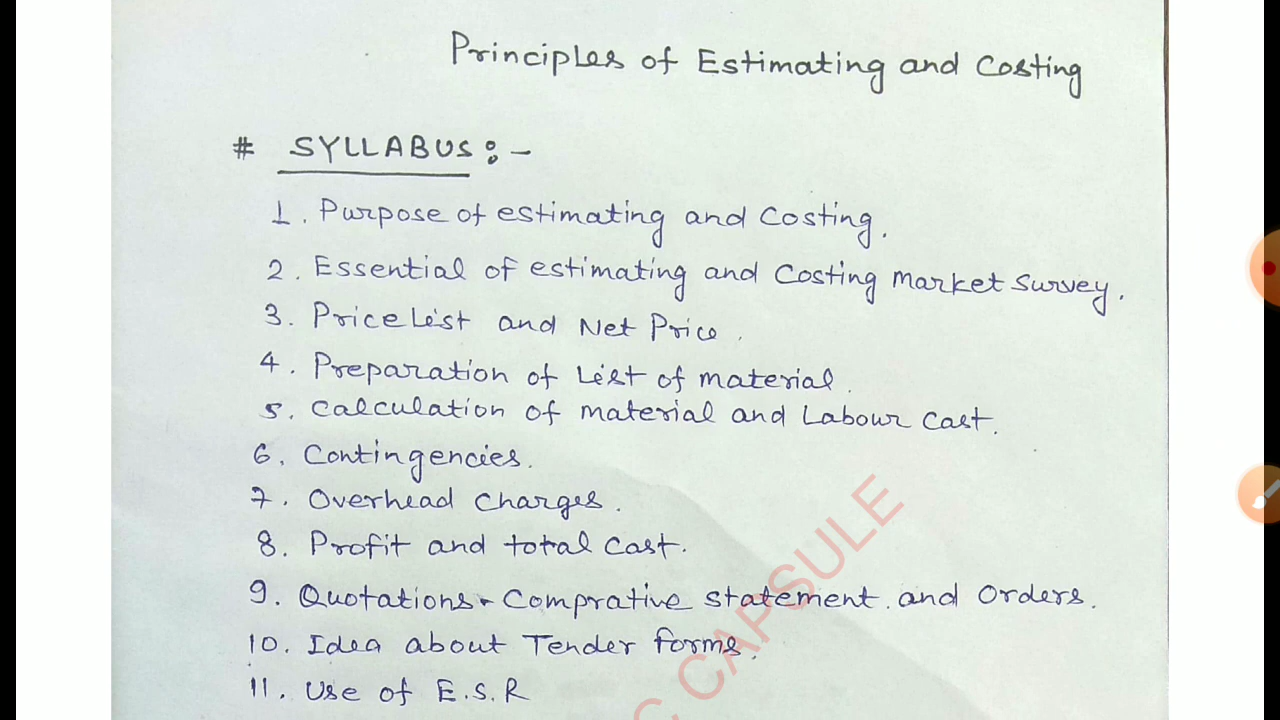 Principles of Estimating and Costing
# SYLLABUS :-
1. Purpose of estimating and Costing.
2. Essential of estimating and Costing market survey.
3. Price List and Net Price.
4. Preparation of List of material.
5. Calculation of material and Labour Cast.
6. Contingencies.
7. Overhead Charges.
8. Profit and total Cast.
9. Quotations - Comprative statement. and Orders.
10. Idea about Tender forms.
11. Use of E.S.R
C CAPSULE